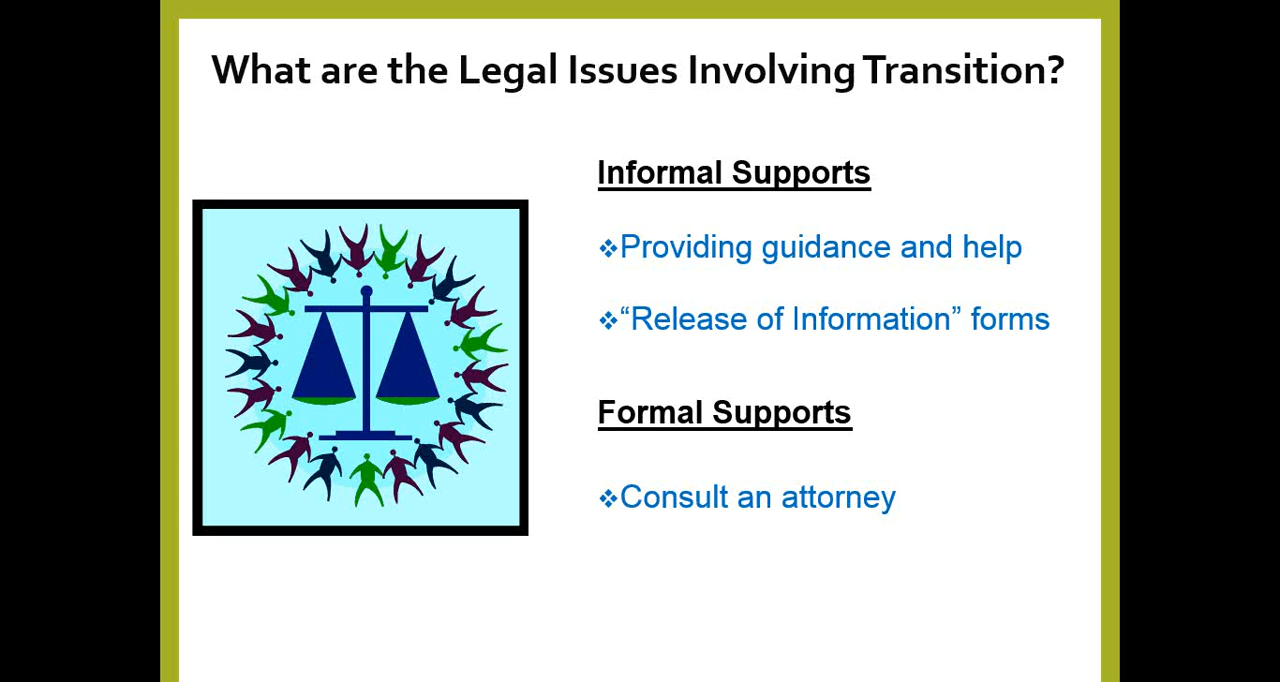 What are the Legal Issues Involving Transition?
Informal Supports
❖Providing guidance and help
❖“Release of Information” forms
Formal Supports
❖Consult an attorney